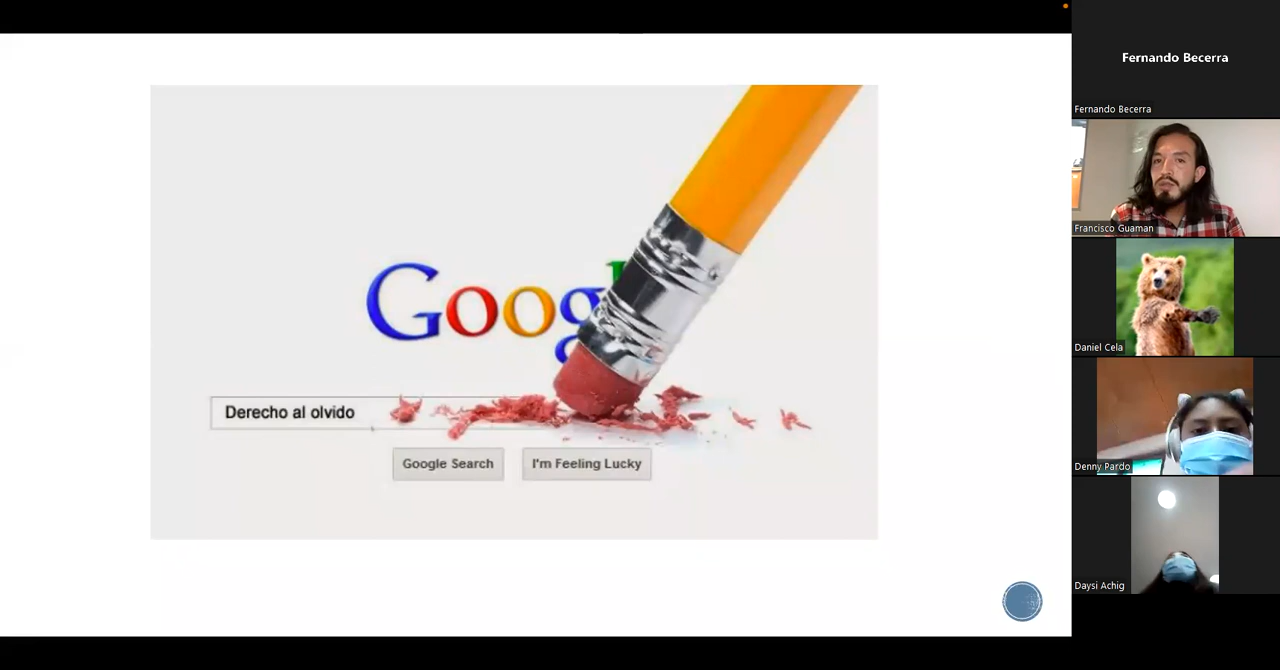 Googl
Derecho al olvido
Google Search
I'm Feeling Lucky
Fernando Becerra
Fernando Becerra
Francisco Guaman
Daniel Cela
Denny Pardo
Daysi Achig